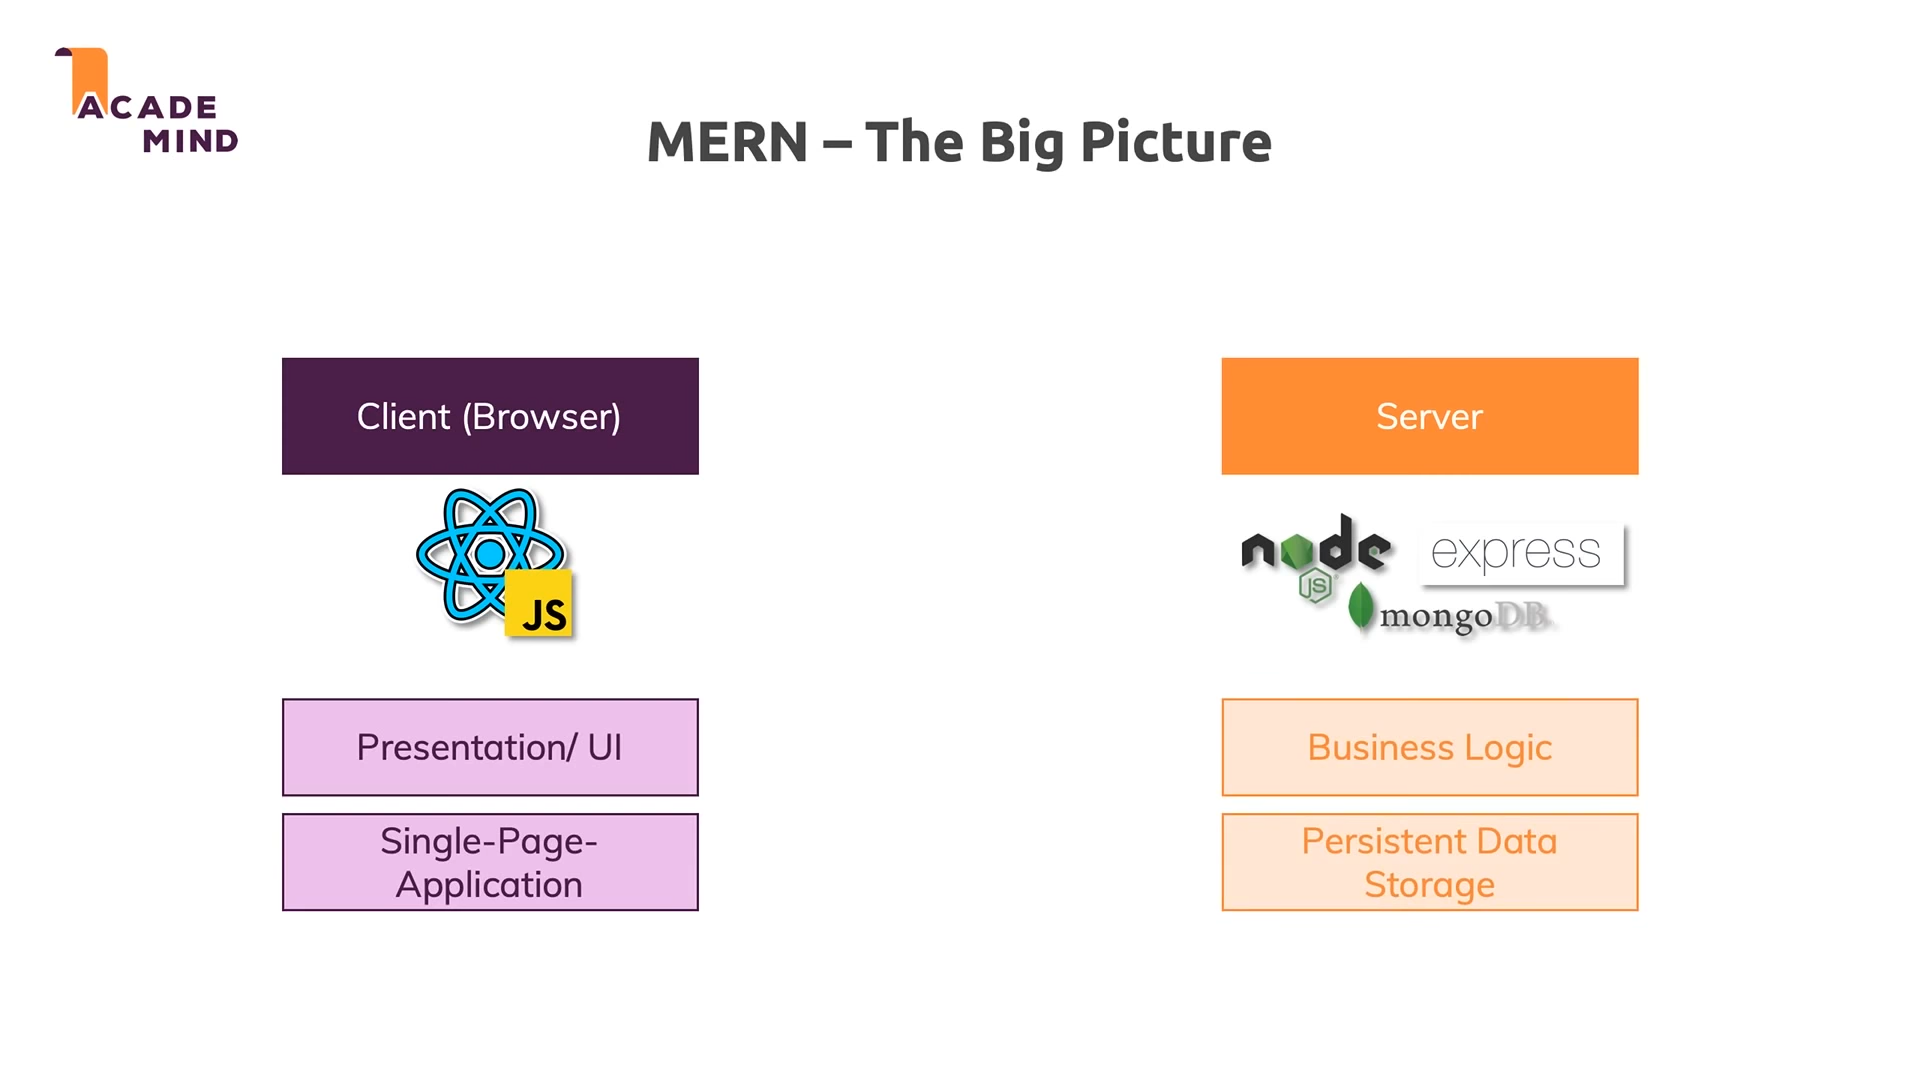 ACADE
MIND
MERN – The Big Picture
Client (Browser)
JS
Presentation/ UI
Single-Page-
Application
Server
node
JS
express
mongoDB
Business Logic
Persistent Data
Storage